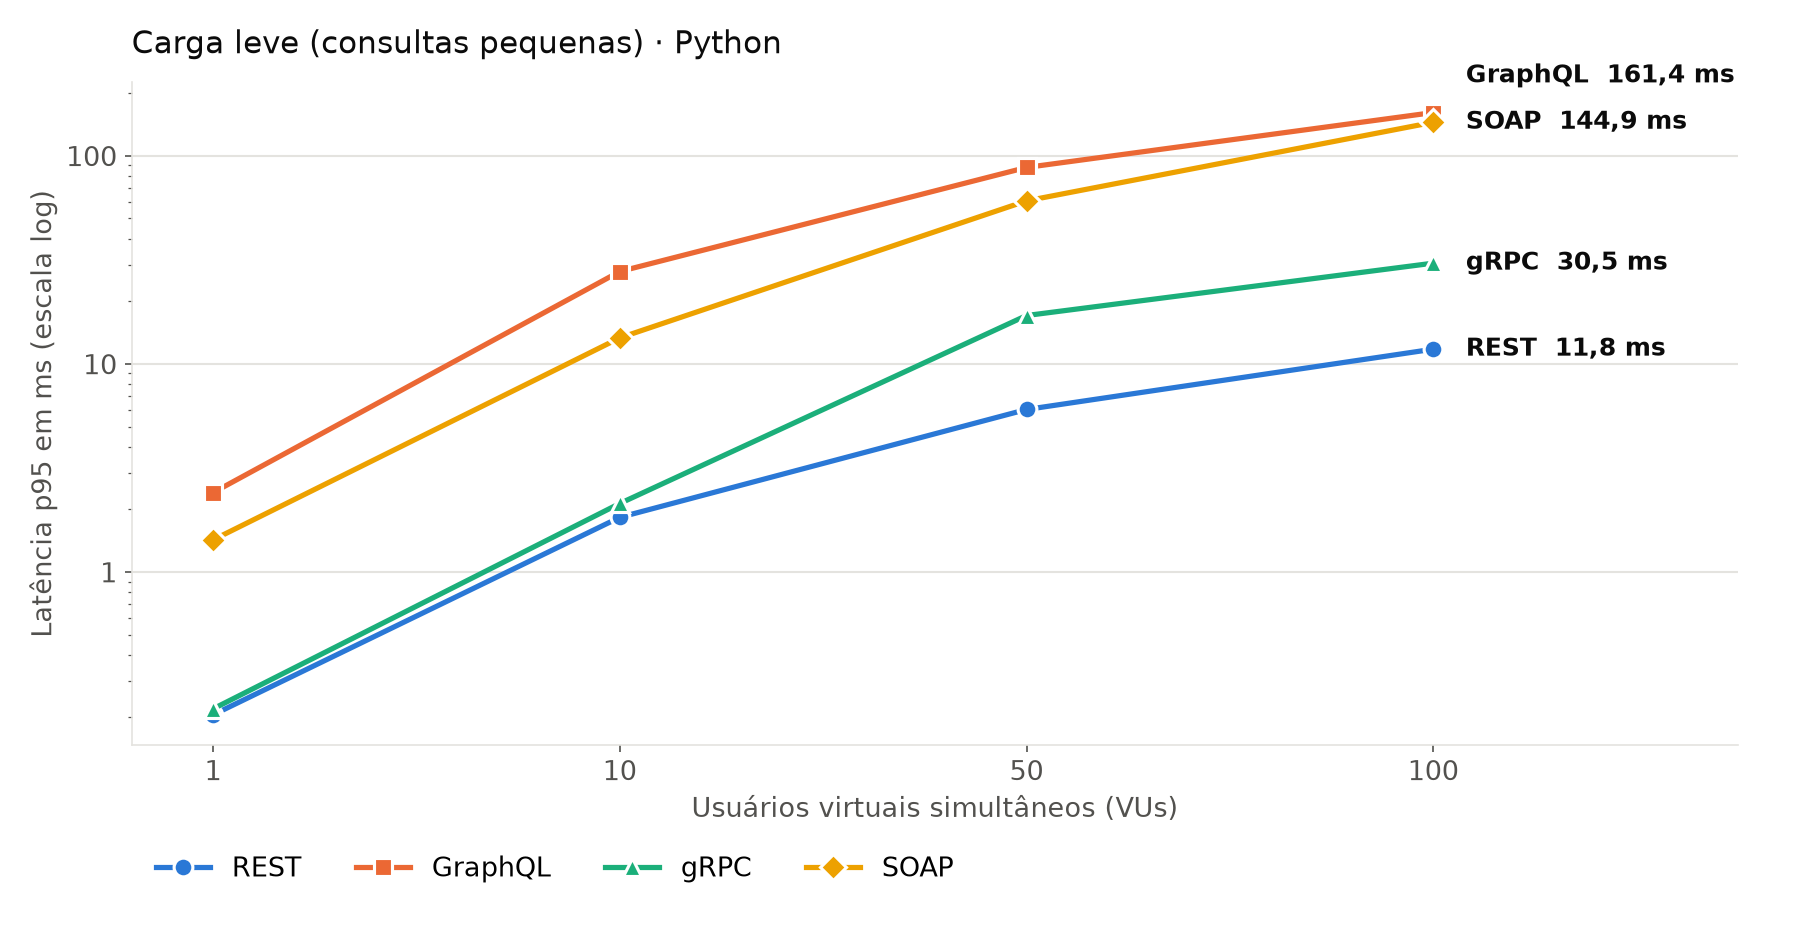 Carga leve (consultas pequenas) · Python
GraphQL 161,4 ms
SOAP 144,9 ms
gRPC 30,5 ms
REST 11,8 ms
Latência p95 em ms (escala log)
100
10
1
1 10 50 100
Usuários virtuais simultâneos (VUs)
REST GraphQL gRPC SOAP